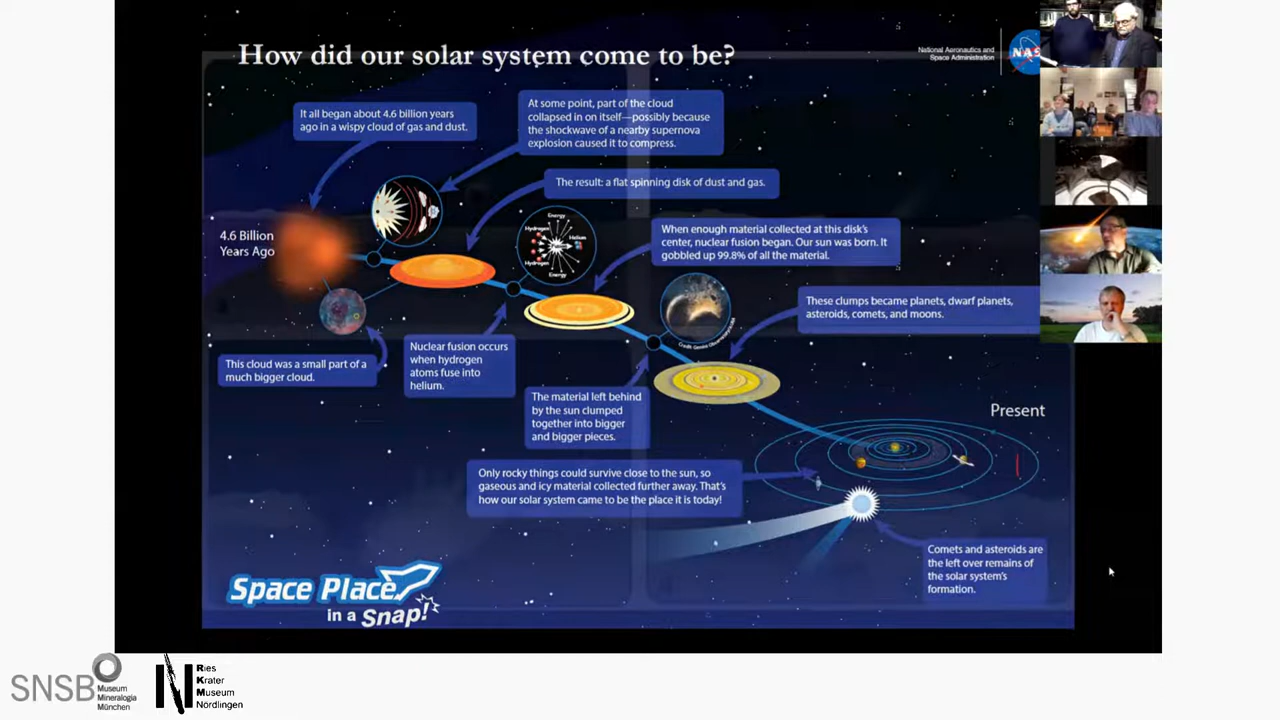 How did our solar system come to be?
National Aeronautics and
Space Administration
NAS
It all began about 4.6 billion years
ago in a wispy cloud of gas and dust.
At some point, part of the cloud
collapsed in on itself—possibly because
the shockwave of a nearby supernova
explosion caused it to compress.
The result: a flat spinning disk of dust and gas.
4.6 Billion
Years Ago
Energy
Hydrogen
Helium
Hydrogen
Energy
When enough material collected at this disk's
center, nuclear fusion began. Our sun was born. It
gobbled up 99.8% of all the material.
These clumps became planets, dwarf planets,
asteroids, comets, and moons.
This cloud was a small part of a
much bigger cloud.
Nuclear fusion occurs
when hydrogen
atoms fuse into
helium.
The material left behind
by the sun clumped
together into bigger
and bigger pieces.
Present
Only rocky things could survive close to the sun, so
gaseous and icy material collected further away. That's
how our solar system came to be the place it is today!
Comets and asteroids are
the left over remains of
the solar system's
formation.
Space Place
in a Snap!
SNSB
Museum
Mineralogia
München
Ries
Krater
Museum
Nördlingen